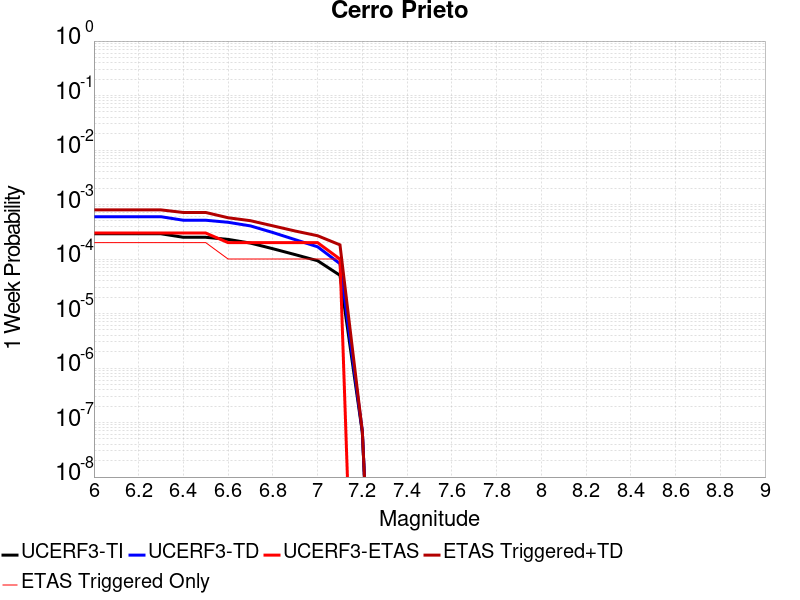 Cerro Prieto
10^0
10^-1
10^-2
10^-3
10^-4
10^-5
10^-6
10^-7
10^-8
1 Week Probability
6 6.2 6.4 6.6 6.8 7 7.2 7.4 7.6 7.8 8 8.2 8.4 8.6 8.8 9
Magnitude
UCERF3-TI UCERF3-TD UCERF3-ETAS ETAS Triggered+TD
ETAS Triggered Only